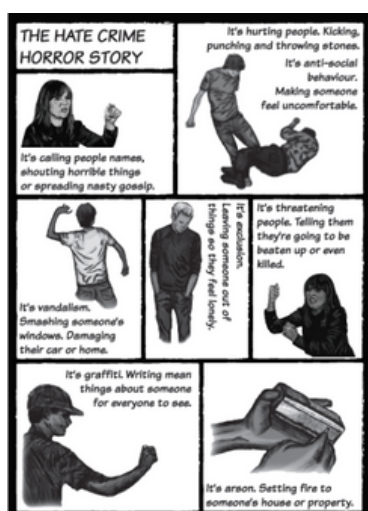 THE HATE CRIME
HORROR STORY
It's calling people names,
shouting horrible things
or spreading nasty gossip.
It's hurting people. Kicking,
punching and throwing stones.
It's anti-social
behaviour.
Making someone
feel uncomfortable.
It's vandalism.
Smashing someone's
windows. Damaging
their car or home.
It's exclusion.
Leaving someone out of
things so they feel lonely.
It's threatening
people. Telling them
they're going to be
beaten up or even
killed.
It's graffiti. Writing mean
things about someone
for everyone to see.
It's arson. Setting fire to
someone's house or property.